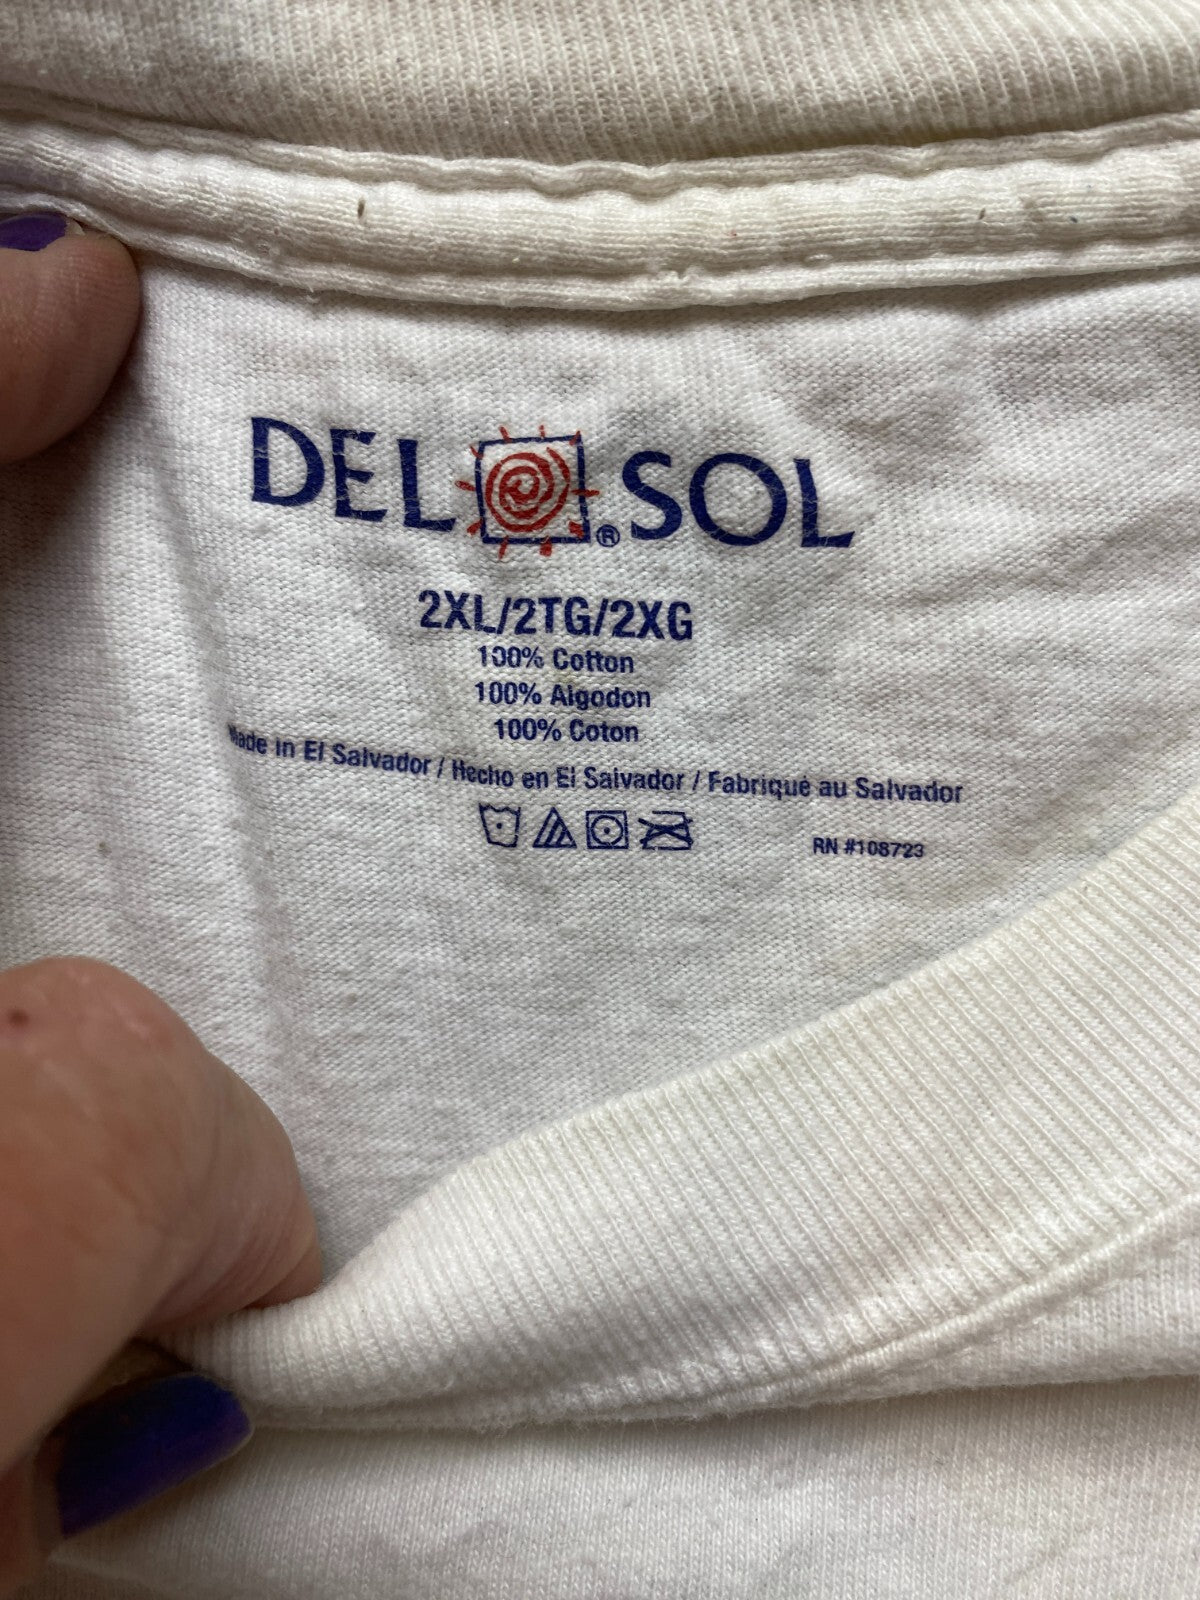 DEL ® SOL
2XL/2TG/2XG
100% Cotton
100% Algodon
100% Coton
Made in El Salvador / Hecho en El Salvador / Fabriqué au Salvador
RN #108723